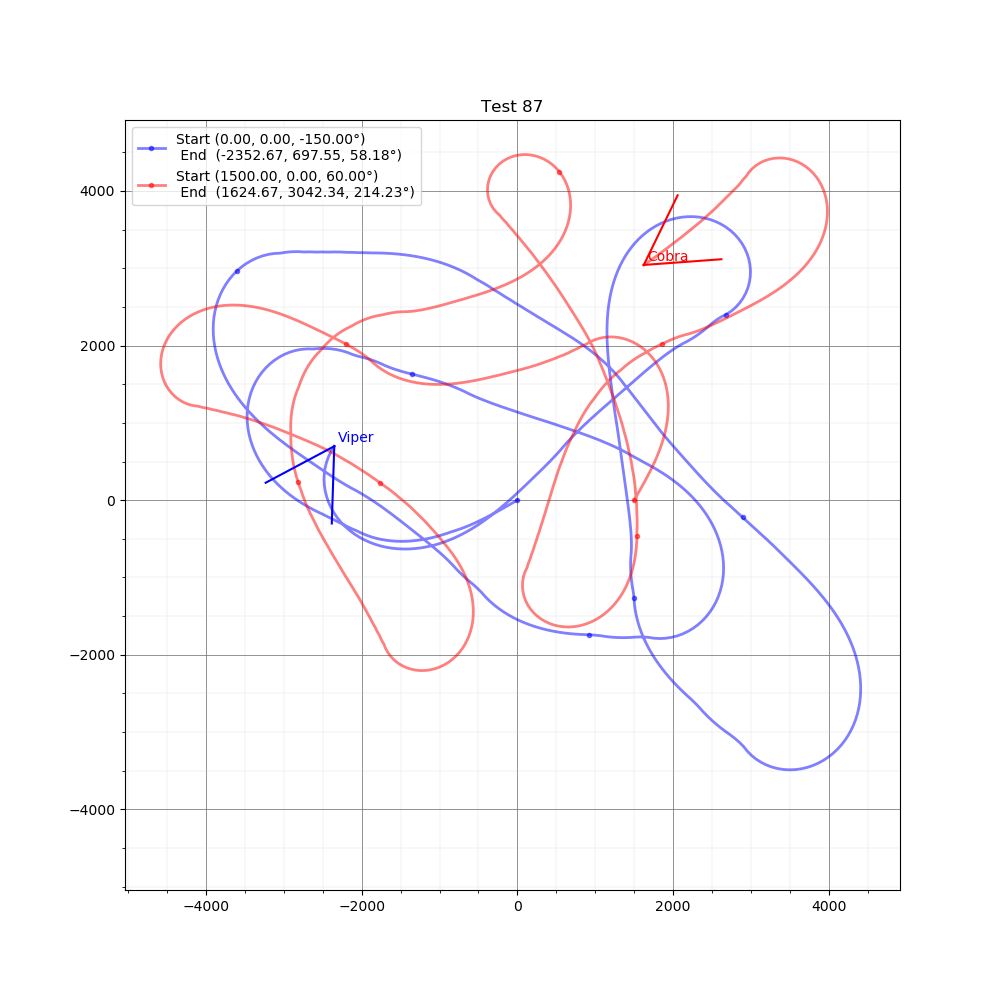 Test 87
Start (0.00, 0.00, -150.00°)
End (-2352.67, 697.55, 58.18°)
Start (1500.00, 0.00, 60.00°)
End (1624.67, 3042.34, 214.23°)
4000
2000
0
−2000
−4000
Cobra
Viper
−4000
−2000
0
2000
4000